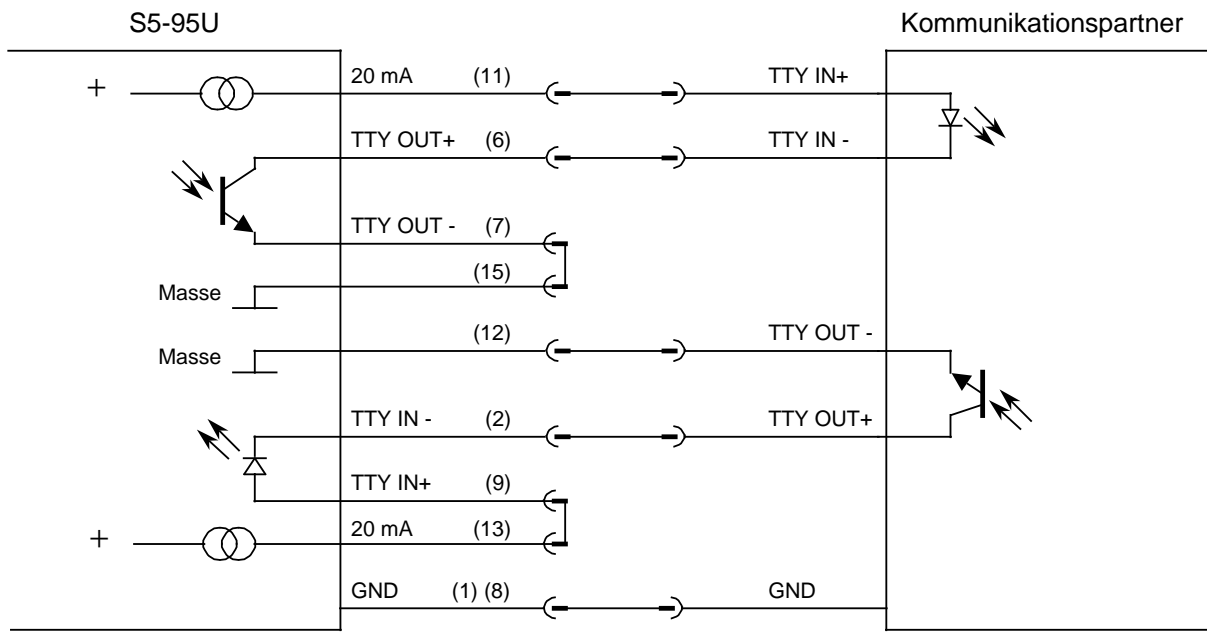 S5-95U Kommunikationspartner
+ 20 mA (11) TTY IN+
TTY OUT+ (6) TTY IN -
TTY OUT - (7)
(15)
Masse
(12) TTY OUT -
Masse
TTY IN - (2) TTY OUT+
TTY IN+ (9)
+ 20 mA (13)
GND (1) (8) GND